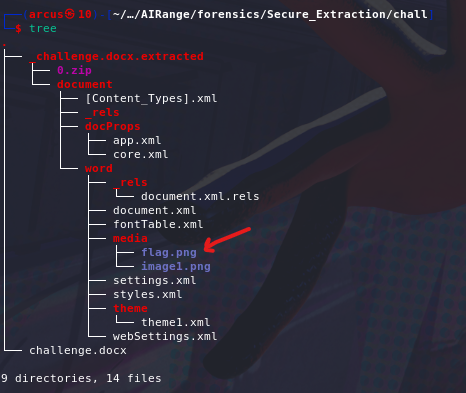 ┌──(arcus㉿10)-[~/…/AIRange/forensics/Secure_Extraction/chall]
└─$ tree
.
├── _challenge.docx.extracted
│   ├── 0.zip
│   └── document
│       ├── [Content_Types].xml
│       ├── _rels
│       ├── docProps
│       │   ├── app.xml
│       │   └── core.xml
│       └── word
│           ├── _rels
│           │   └── document.xml.rels
│           ├── document.xml
│           ├── fontTable.xml
│           ├── media
│           │   ├── flag.png
│           │   └── image1.png
│           ├── settings.xml
│           ├── styles.xml
│           ├── theme
│           │   └── theme1.xml
│           └── webSettings.xml
└── challenge.docx
9 directories, 14 files